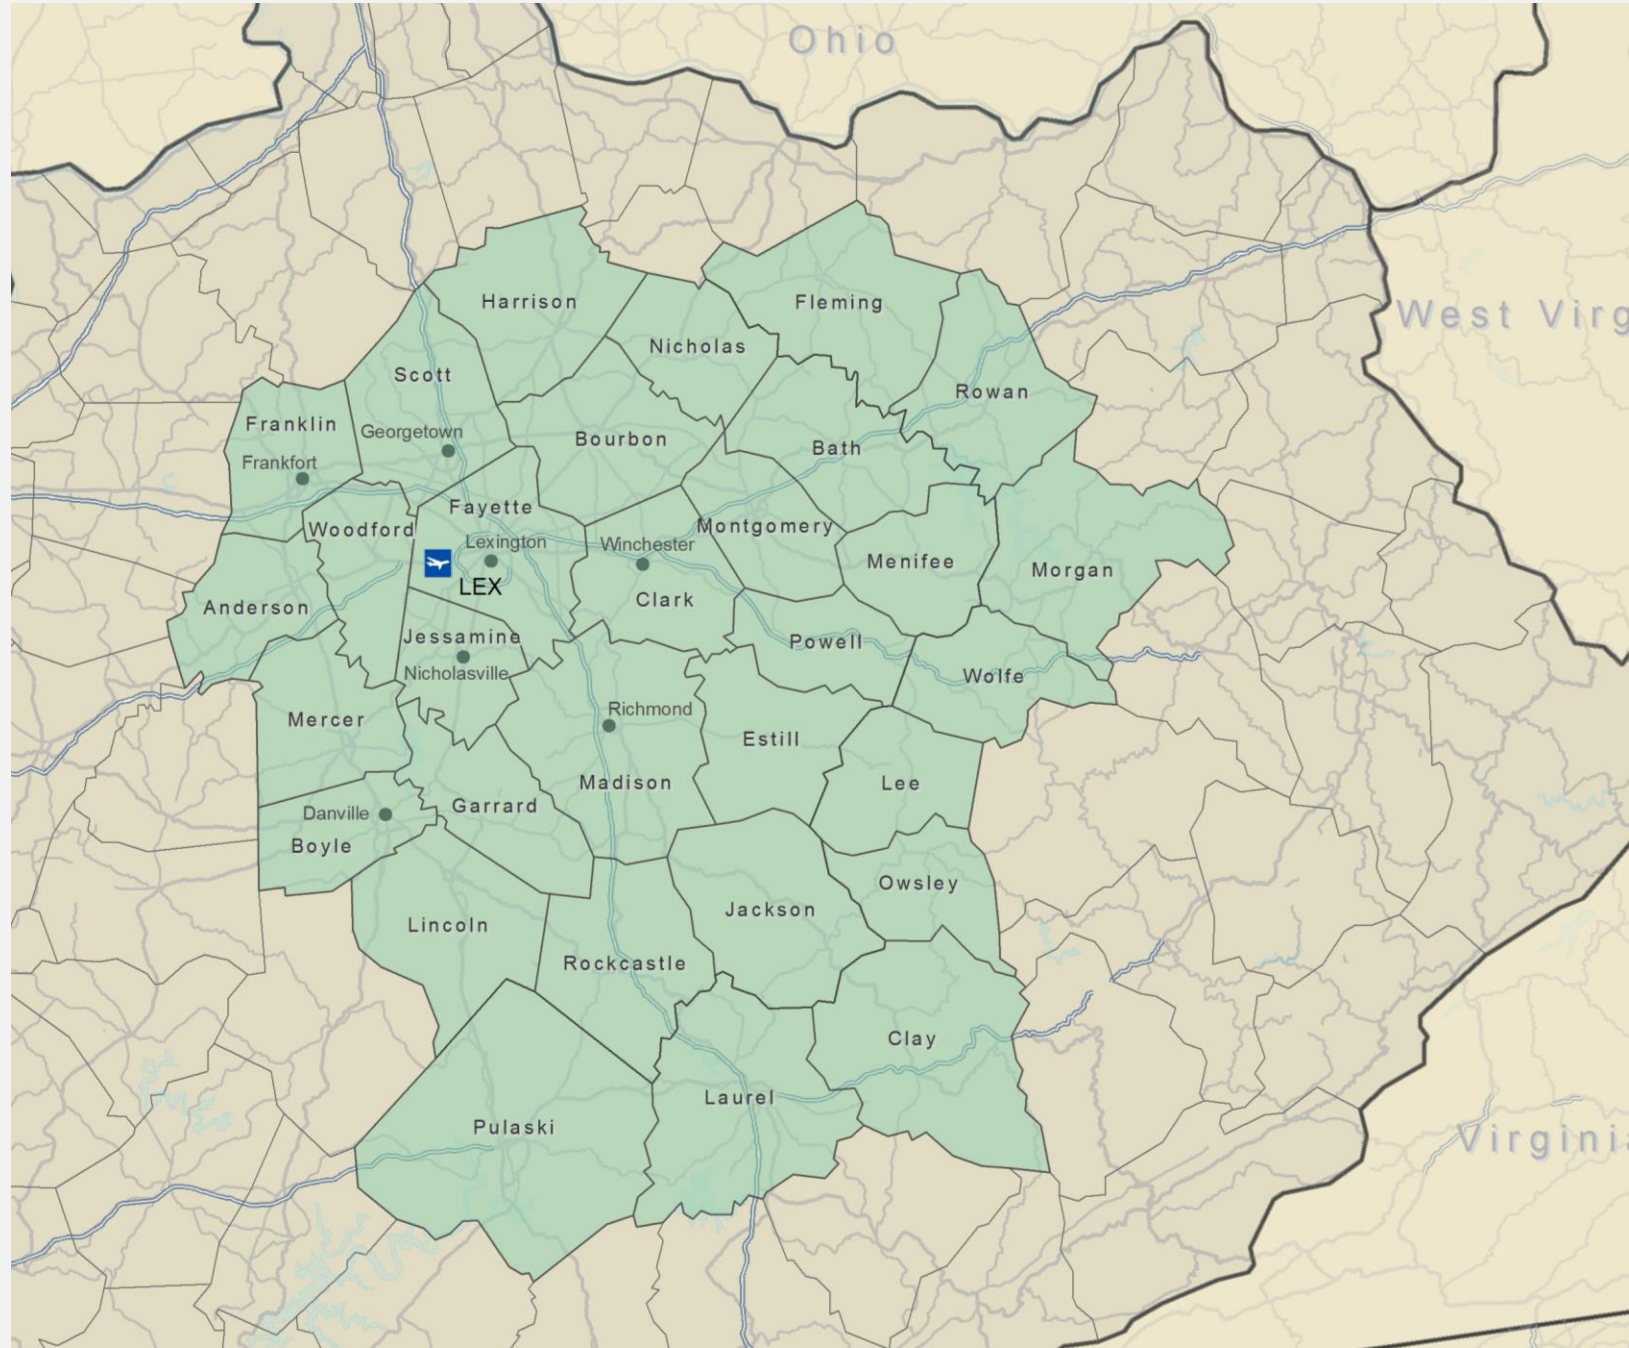 Ohio
Harrison
Fleming
West Virg
Nicholas
Scott
Rowan
Franklin
Georgetown
Bourbon
Bath
Frankfort
Fayette
Woodford
Montgomery
Lexington
Winchester
Menifee
Morgan
LEX
Clark
Anderson
Jessamine
Powell
Nicholasville
Wolfe
Richmond
Mercer
Estill
Madison
Lee
Garrard
Danville
Boyle
Owsley
Jackson
Lincoln
Rockcastle
Clay
Laurel
Pulaski
Virginia